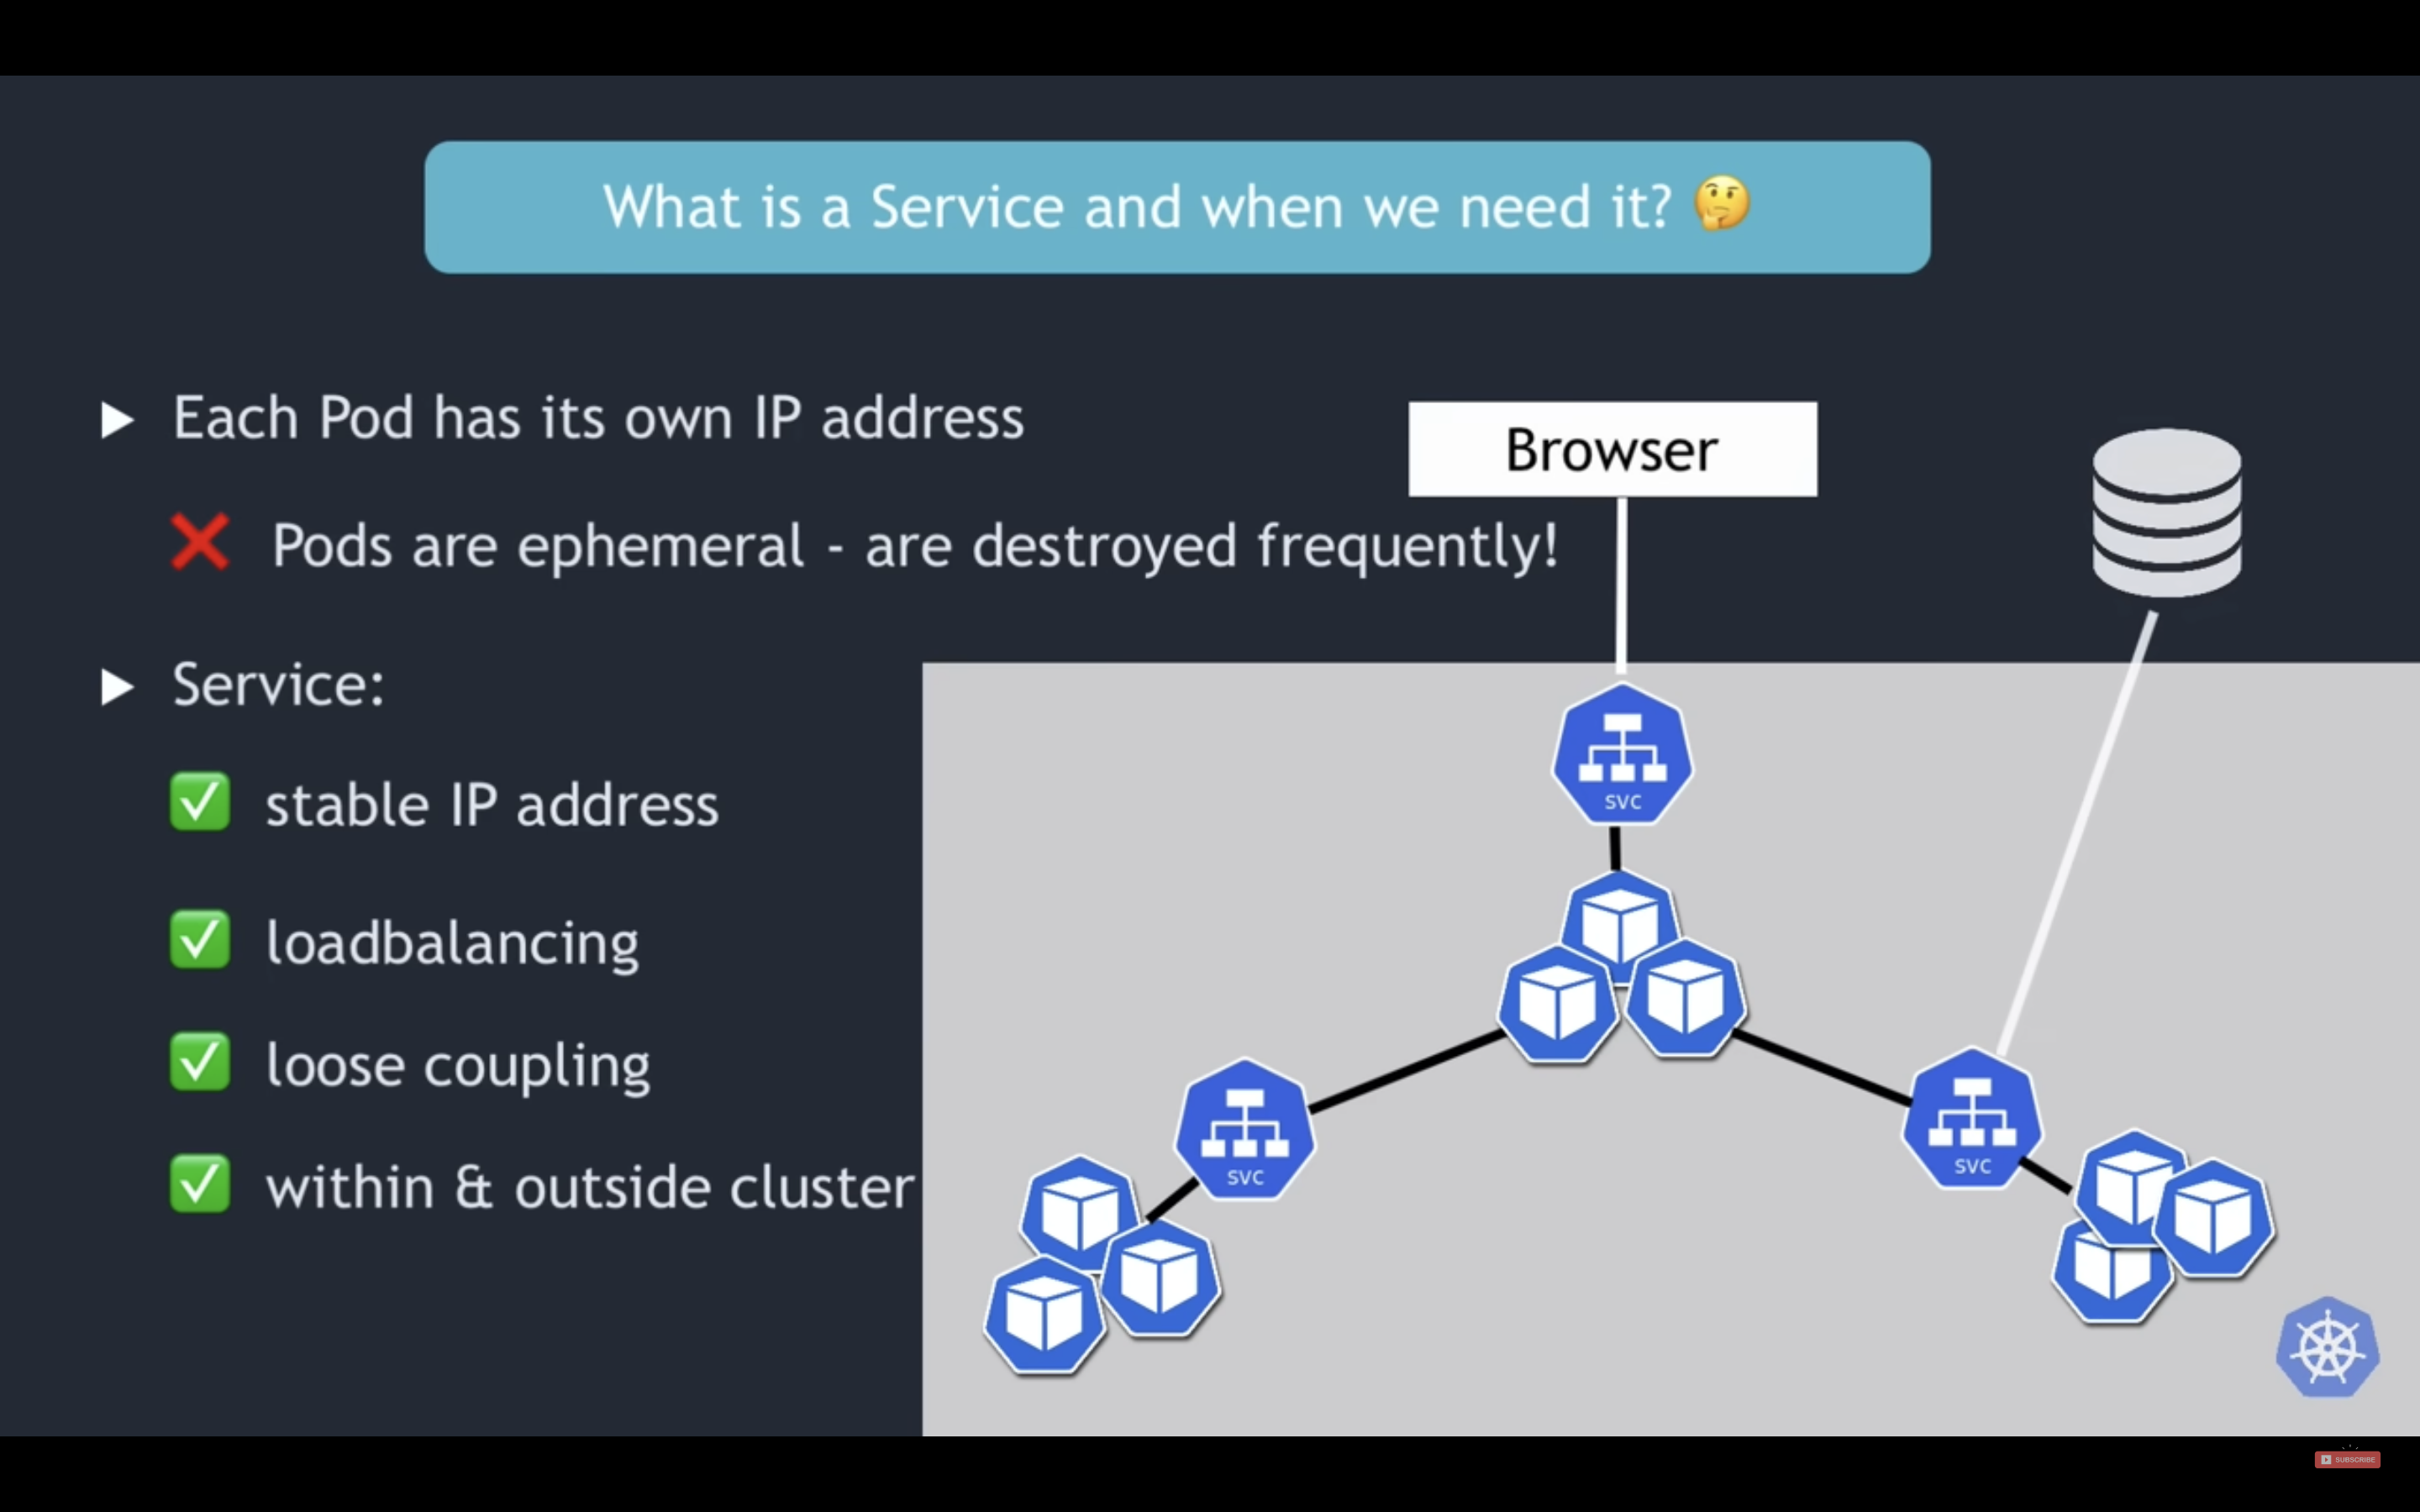 What is a Service and when we need it? 🤔
▶ Each Pod has its own IP address
❌ Pods are ephemeral - are destroyed frequently!
▶ Service:
✅ stable IP address
✅ loadbalancing
✅ loose coupling
✅ within & outside cluster
Browser
svc
svc
svc
SUBSCRIBE